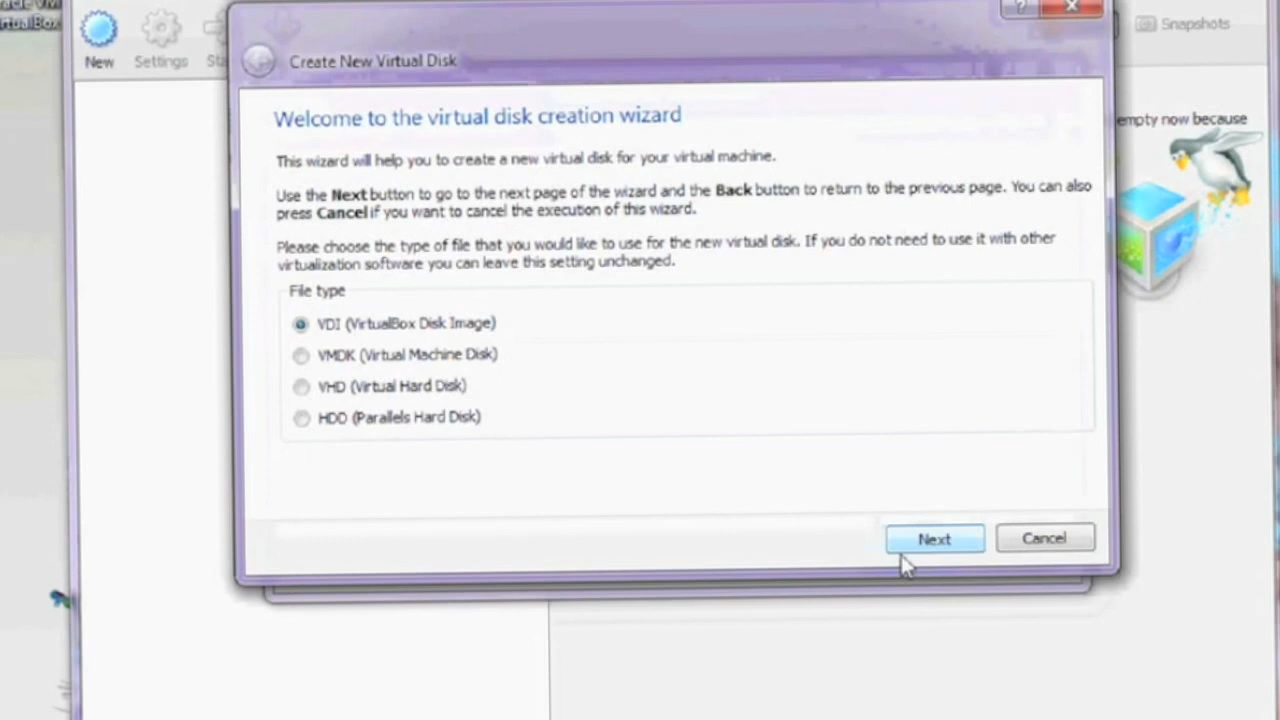 rtualBox
New
Settings
Sta
Snapshots
Create New Virtual Disk
empty now because
Welcome to the virtual disk creation wizard
This wizard will help you to create a new virtual disk for your virtual machine.
Use the Next button to go to the next page of the wizard and the Back button to return to the previous page. You can also
press Cancel if you want to cancel the execution of this wizard.
Please choose the type of file that you would like to use for the new virtual disk. If you do not need to use it with other
virtualization software you can leave this setting unchanged.
File type
VDI (VirtualBox Disk Image)
VMDK (Virtual Machine Disk)
VHD (Virtual Hard Disk)
HDD (Parallels Hard Disk)
Next
Cancel